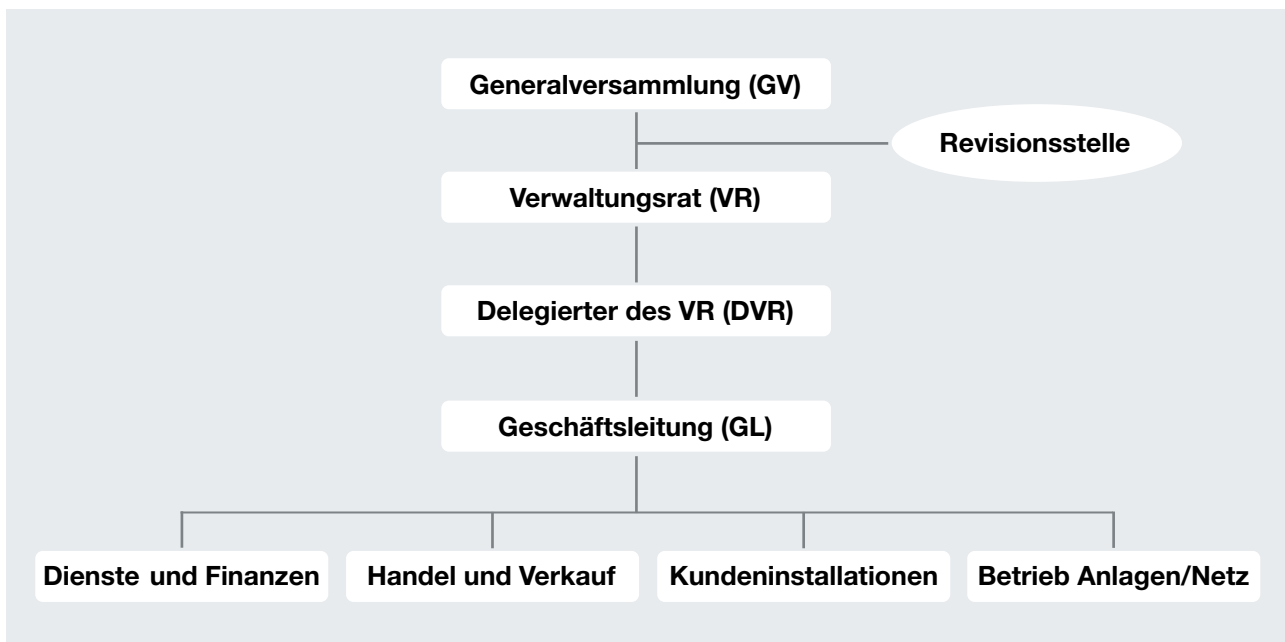 Generalversammlung (GV)
Revisionsstelle
Verwaltungsrat (VR)
Delegierter des VR (DVR)
Geschäftsleitung (GL)
Dienste und Finanzen
Handel und Verkauf
Kundeninstallationen
Betrieb Anlagen/Netz